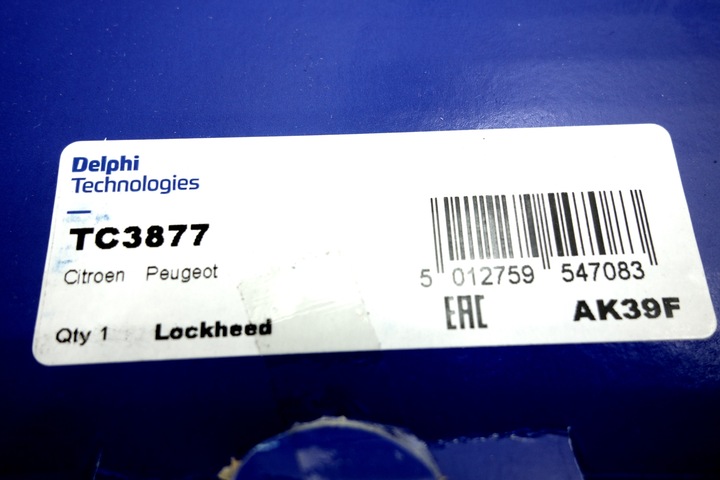 Delphi
Technologies
TC3877
Citroen Peugeot
Qty 1 Lockheed
5 012759 547083
EAC AK39F